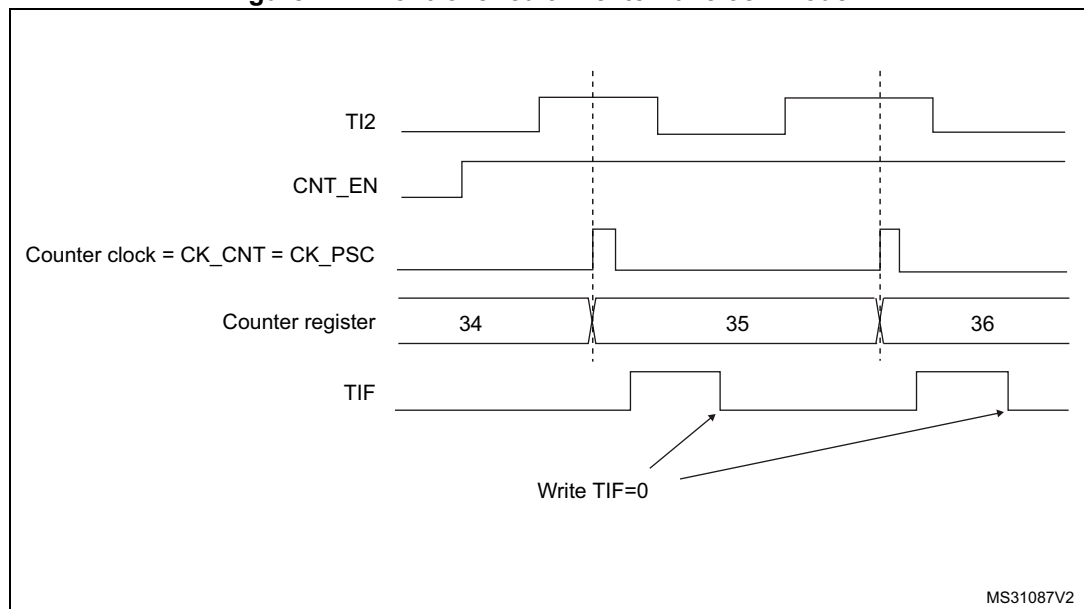 TI2
CNT_EN
Counter clock = CK_CNT = CK_PSC
Counter register
34
35
36
TIF
Write TIF=0
MS31087V2